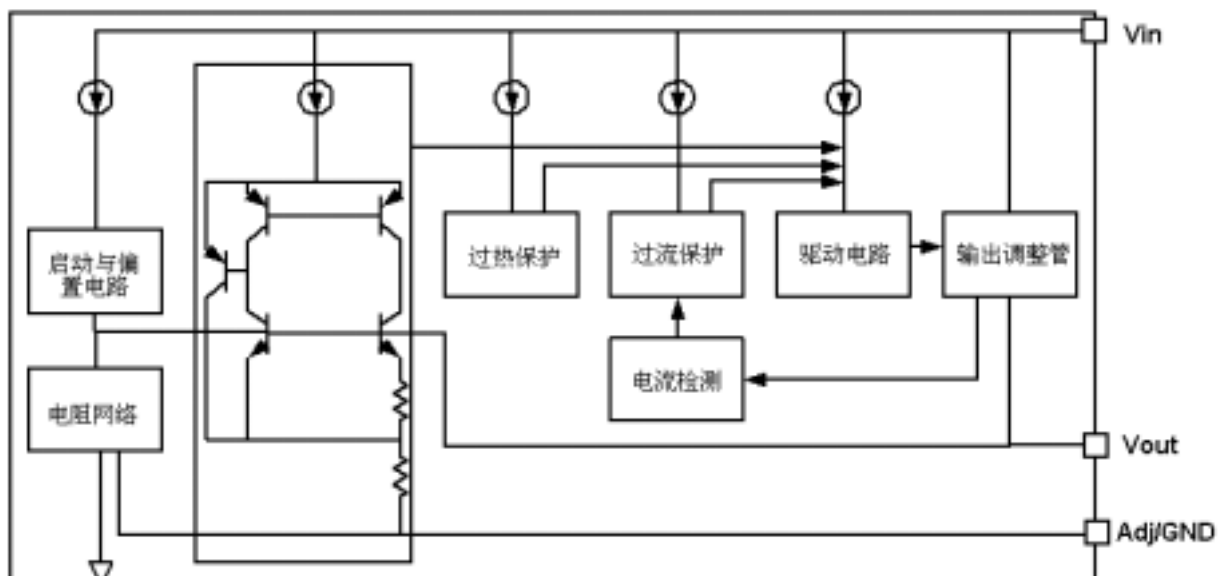 Vin
启动与偏
置电路
过热保护
过流保护
驱动电路
输出调整管
电阻网络
电流检测
Vout
Adj/GND